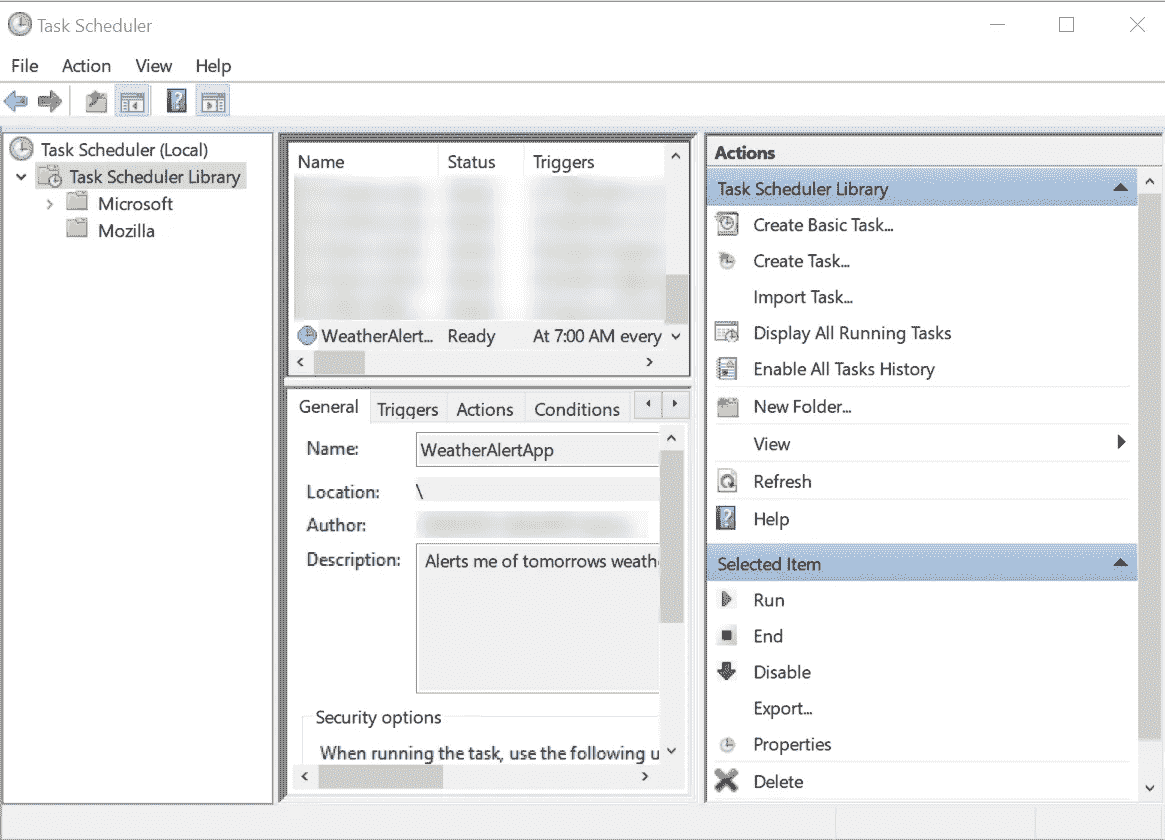 Task Scheduler
File Action View Help
Task Scheduler (Local)
Task Scheduler Library
Microsoft
Mozilla
Name Status Triggers
WeatherAlert... Ready At 7:00 AM every
General Triggers Actions Conditions
Name: WeatherAlertApp
Location: \
Author:
Description: Alerts me of tomorrows weath
Security options
When running the task, use the following u
Actions
Task Scheduler Library
Create Basic Task...
Create Task...
Import Task...
Display All Running Tasks
Enable All Tasks History
New Folder...
View
Refresh
Help
Selected Item
Run
End
Disable
Export...
Properties
Delete